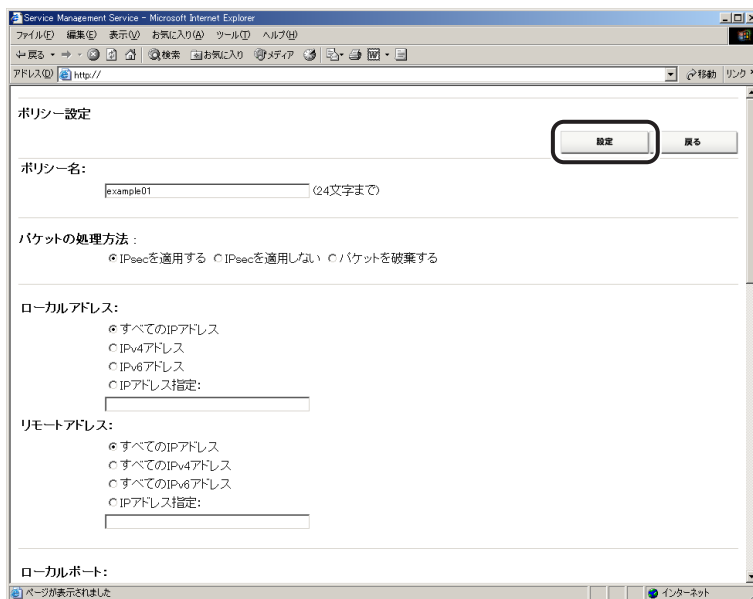 Service Management Service - Microsoft Internet Explorer
ファイル(F) 編集(E) 表示(V) お気に入り(A) ツール(T) ヘルプ(H)
戻る 検索 お気に入り メディア
アドレス(D) http:// 移動 リンク »
ポリシー設定
設定 戻る
ポリシー名:
example01 (24文字まで)
パケットの処理方法 :
IPsecを適用する IPsecを適用しない パケットを破棄する
ローカルアドレス:
すべてのIPアドレス
IPv4アドレス
IPv6アドレス
IPアドレス指定:
リモートアドレス:
すべてのIPアドレス
すべてのIPv4アドレス
すべてのIPv6アドレス
IPアドレス指定:
ローカルポート:
ページが表示されました インターネット